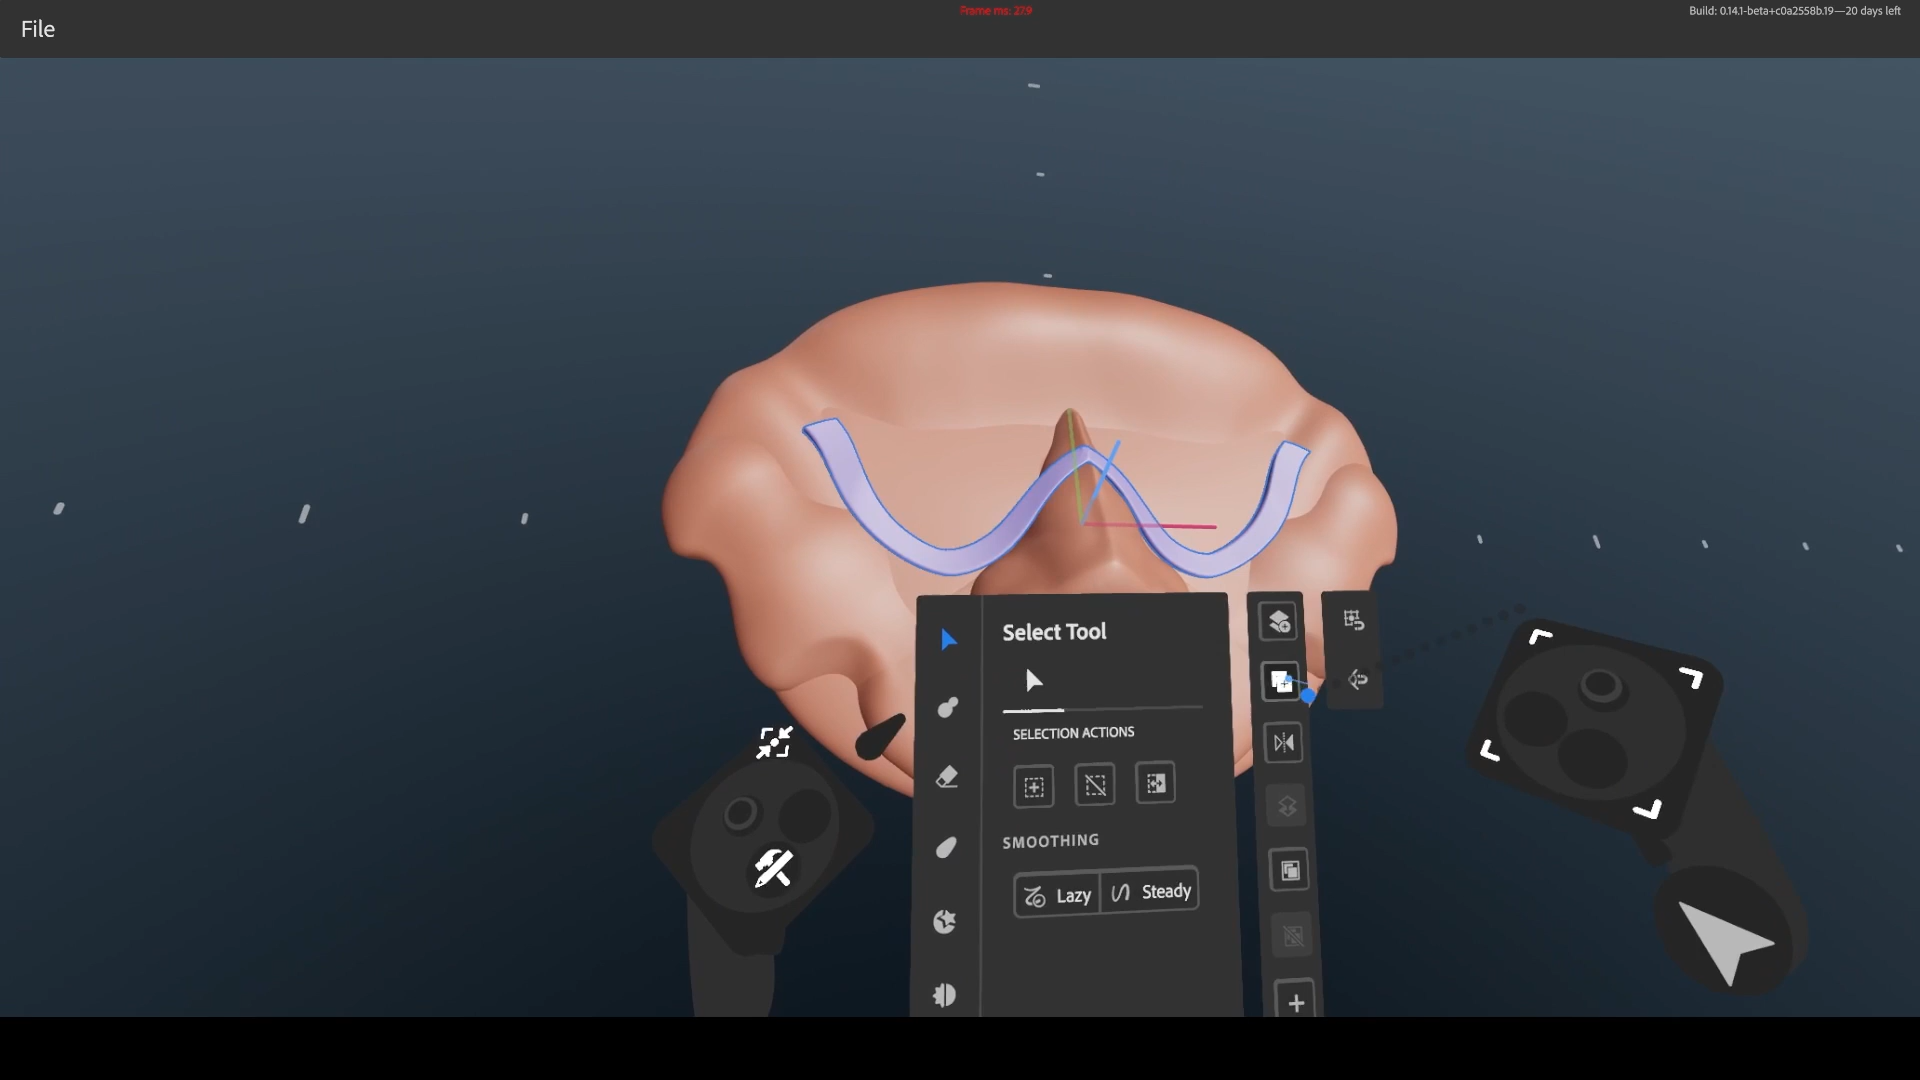 Frame ms: 27.9
Build: 0.14.1-beta+c0a2558b.19—20 days left
File
Select Tool
SELECTION ACTIONS
SMOOTHING
Lazy
Steady